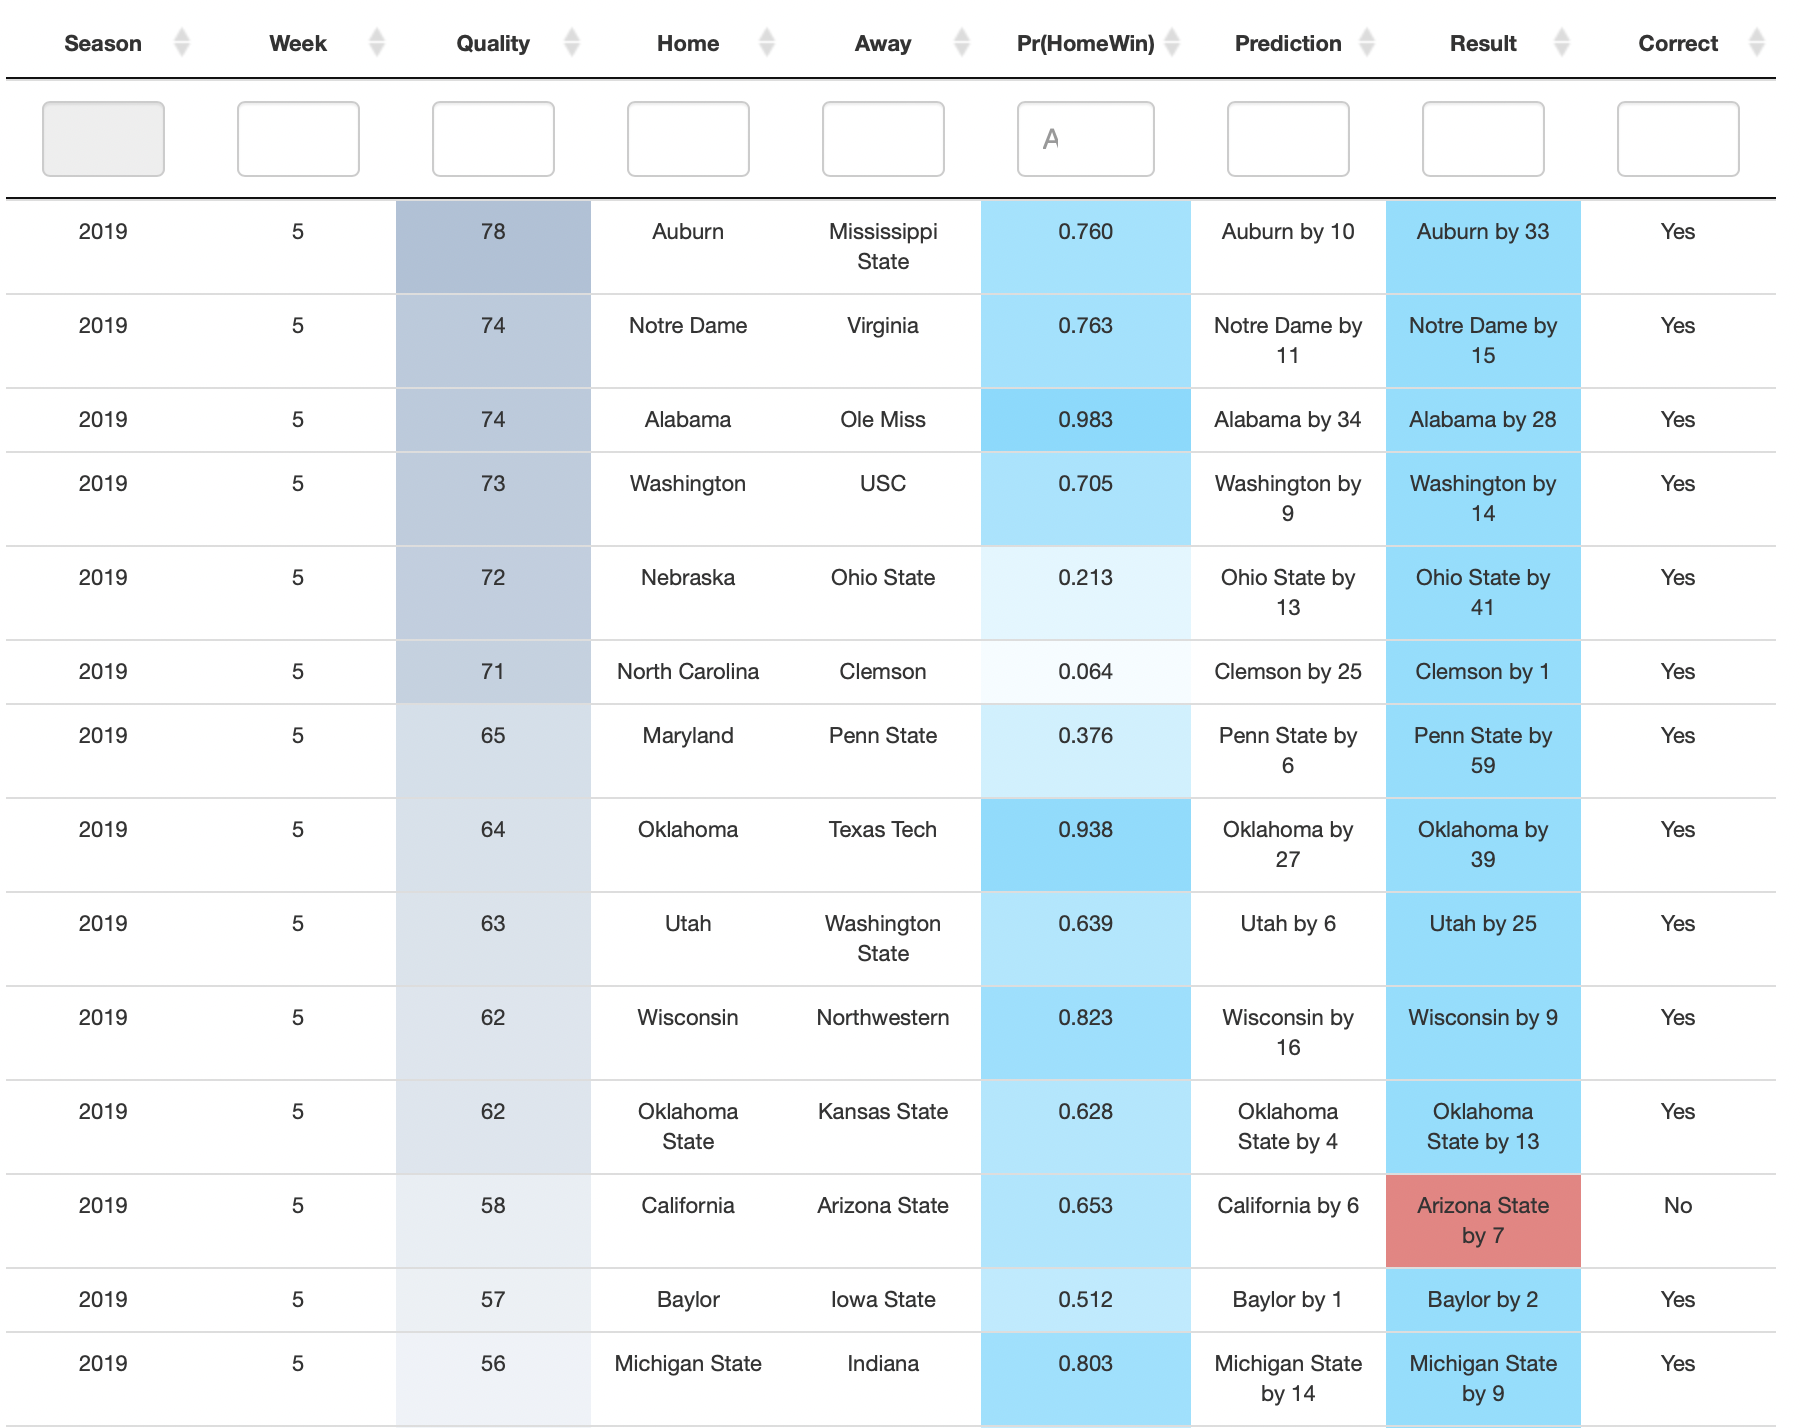 Season Week Quality Home Away Pr(HomeWin) Prediction Result Correct
A
2019 5 78 Auburn Mississippi State 0.760 Auburn by 10 Auburn by 33 Yes
2019 5 74 Notre Dame Virginia 0.763 Notre Dame by 11 Notre Dame by 15 Yes
2019 5 74 Alabama Ole Miss 0.983 Alabama by 34 Alabama by 28 Yes
2019 5 73 Washington USC 0.705 Washington by 9 Washington by 14 Yes
2019 5 72 Nebraska Ohio State 0.213 Ohio State by 13 Ohio State by 41 Yes
2019 5 71 North Carolina Clemson 0.064 Clemson by 25 Clemson by 1 Yes
2019 5 65 Maryland Penn State 0.376 Penn State by 6 Penn State by 59 Yes
2019 5 64 Oklahoma Texas Tech 0.938 Oklahoma by 27 Oklahoma by 39 Yes
2019 5 63 Utah Washington State 0.639 Utah by 6 Utah by 25 Yes
2019 5 62 Wisconsin Northwestern 0.823 Wisconsin by 16 Wisconsin by 9 Yes
2019 5 62 Oklahoma State Kansas State 0.628 Oklahoma State by 4 Oklahoma State by 13 Yes
2019 5 58 California Arizona State 0.653 California by 6 Arizona State by 7 No
2019 5 57 Baylor Iowa State 0.512 Baylor by 1 Baylor by 2 Yes
2019 5 56 Michigan State Indiana 0.803 Michigan State by 14 Michigan State by 9 Yes